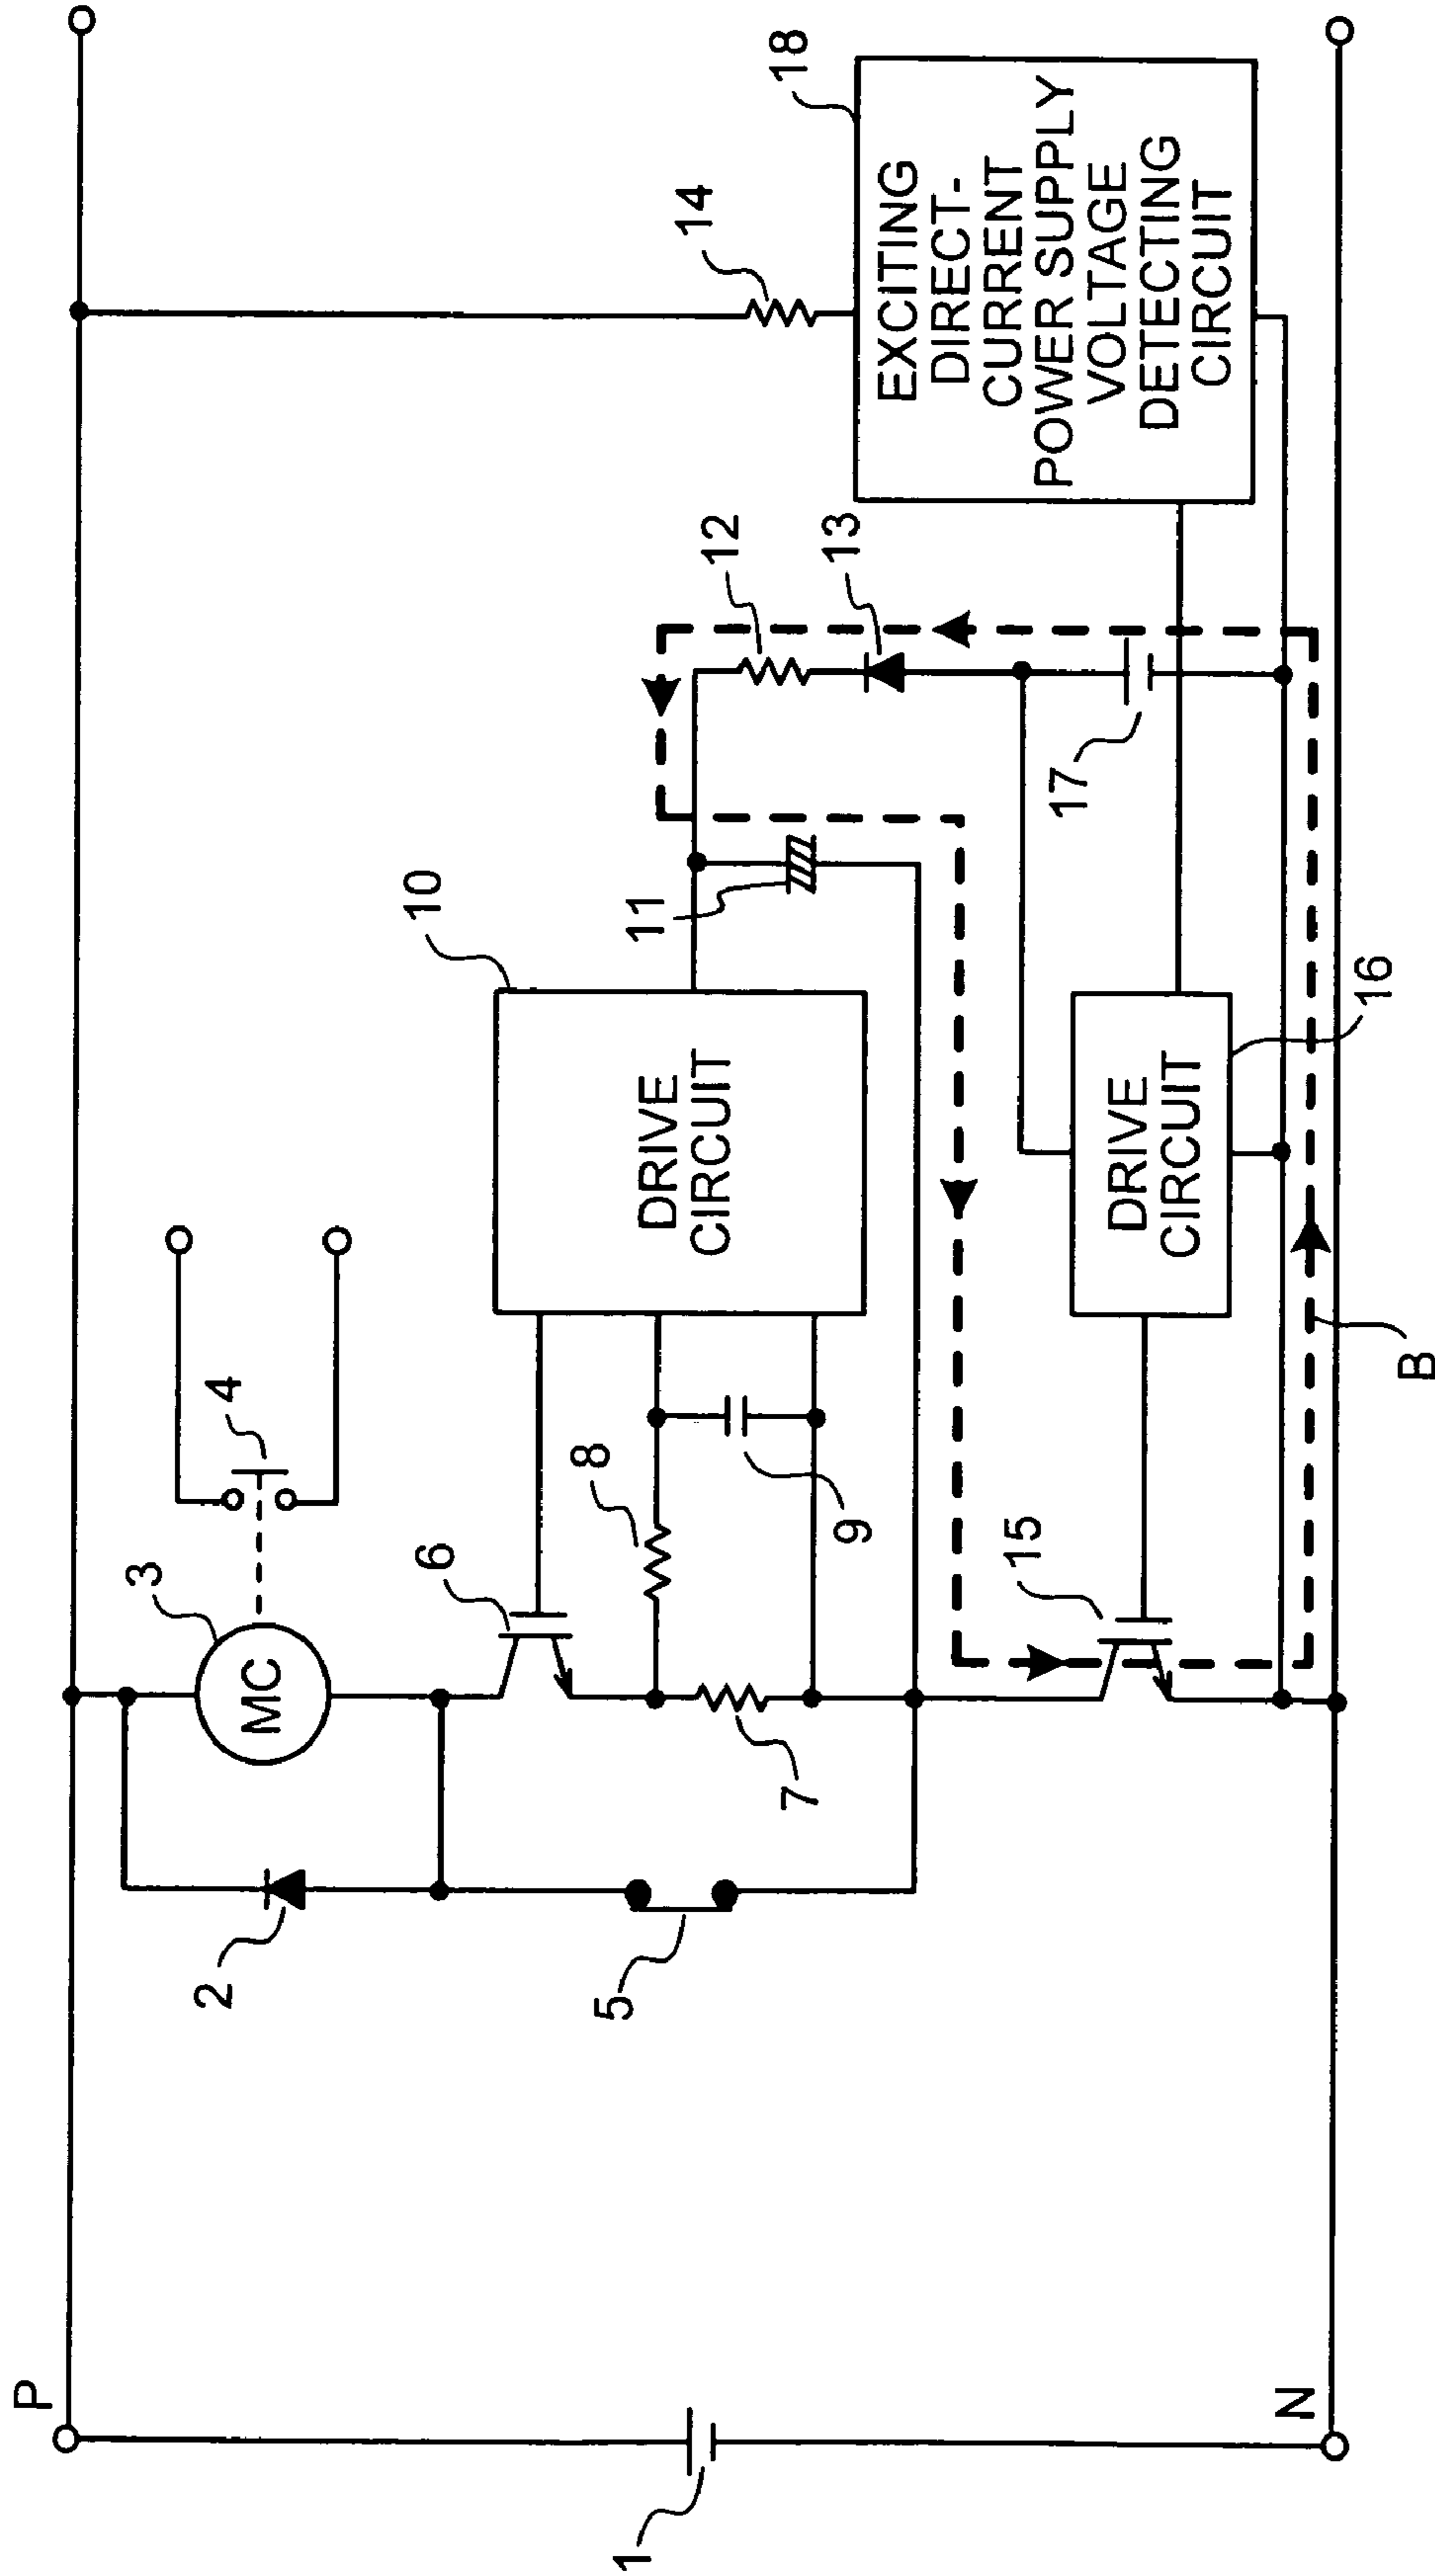 P
N
1
2
MC
3
4
5
6
7
8
9
10
DRIVE
CIRCUIT
11
12
13
14
15
DRIVE
CIRCUIT
16
17
18
EXCITING
DIRECT-
CURRENT
POWER SUPPLY
VOLTAGE
DETECTING
CIRCUIT
B